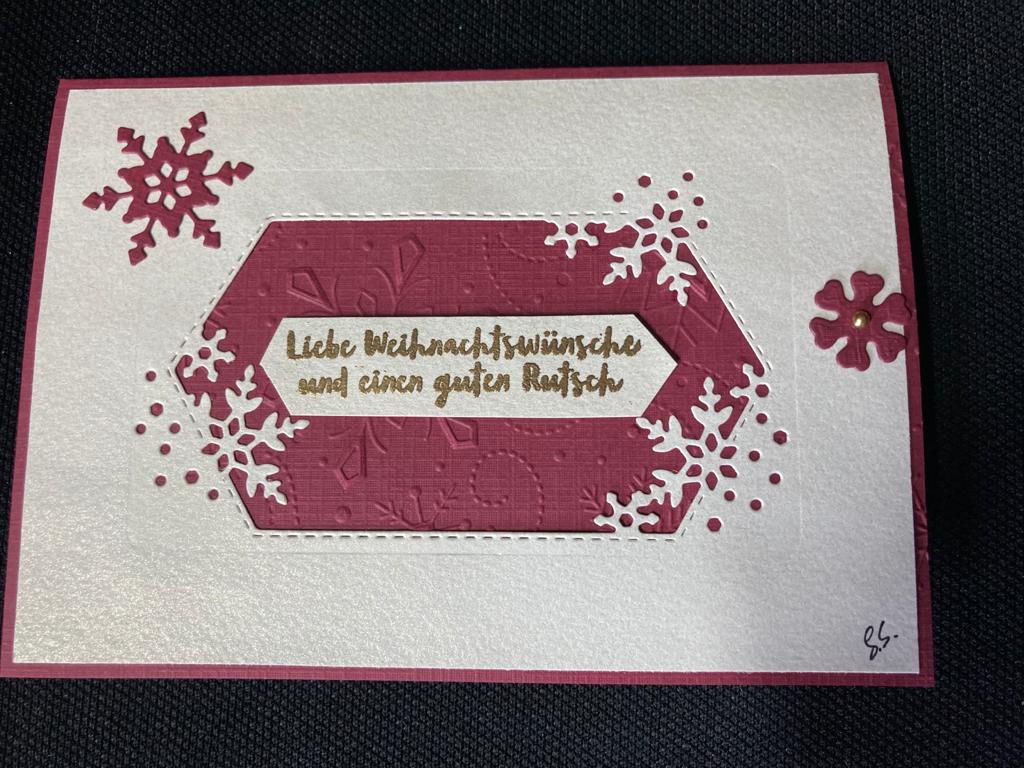 Liebe Weihnachtswünsche
und einen guten Rutsch